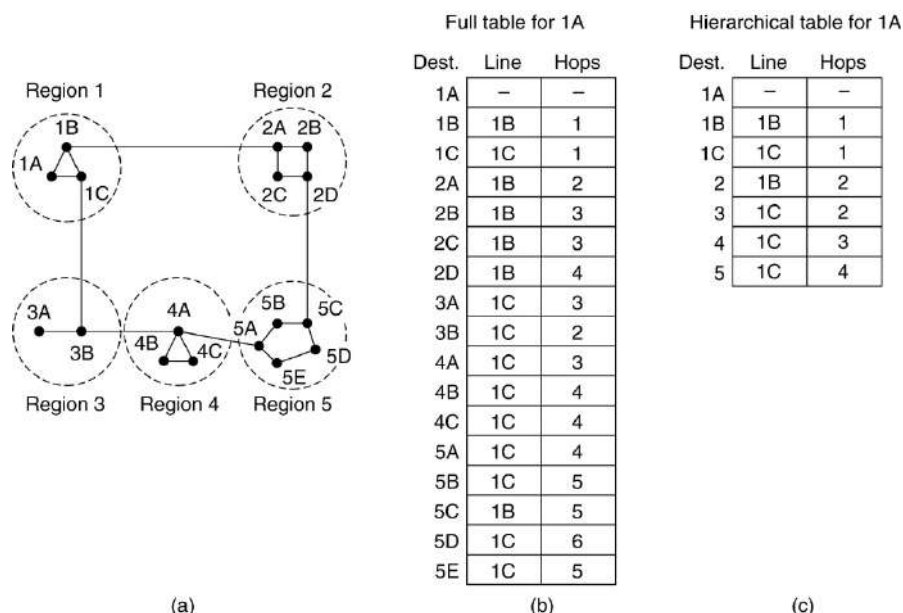 Full table for 1A
Hierarchical table for 1A
Region 1
Region 2
1B
2A 2B
1A
1C
2C
2D
3A
4A
5B
5C
3B
4B
4C
5A
5D
5E
Region 3
Region 4
Region 5
(a)
Dest. Line Hops
1A – –
1B 1B 1
1C 1C 1
2A 1B 2
2B 1B 3
2C 1B 3
2D 1B 4
3A 1C 3
3B 1C 2
4A 1C 3
4B 1C 4
4C 1C 4
5A 1C 4
5B 1C 5
5C 1B 5
5D 1C 6
5E 1C 5
(b)
Dest. Line Hops
1A – –
1B 1B 1
1C 1C 1
2 1B 2
3 1C 2
4 1C 3
5 1C 4
(c)